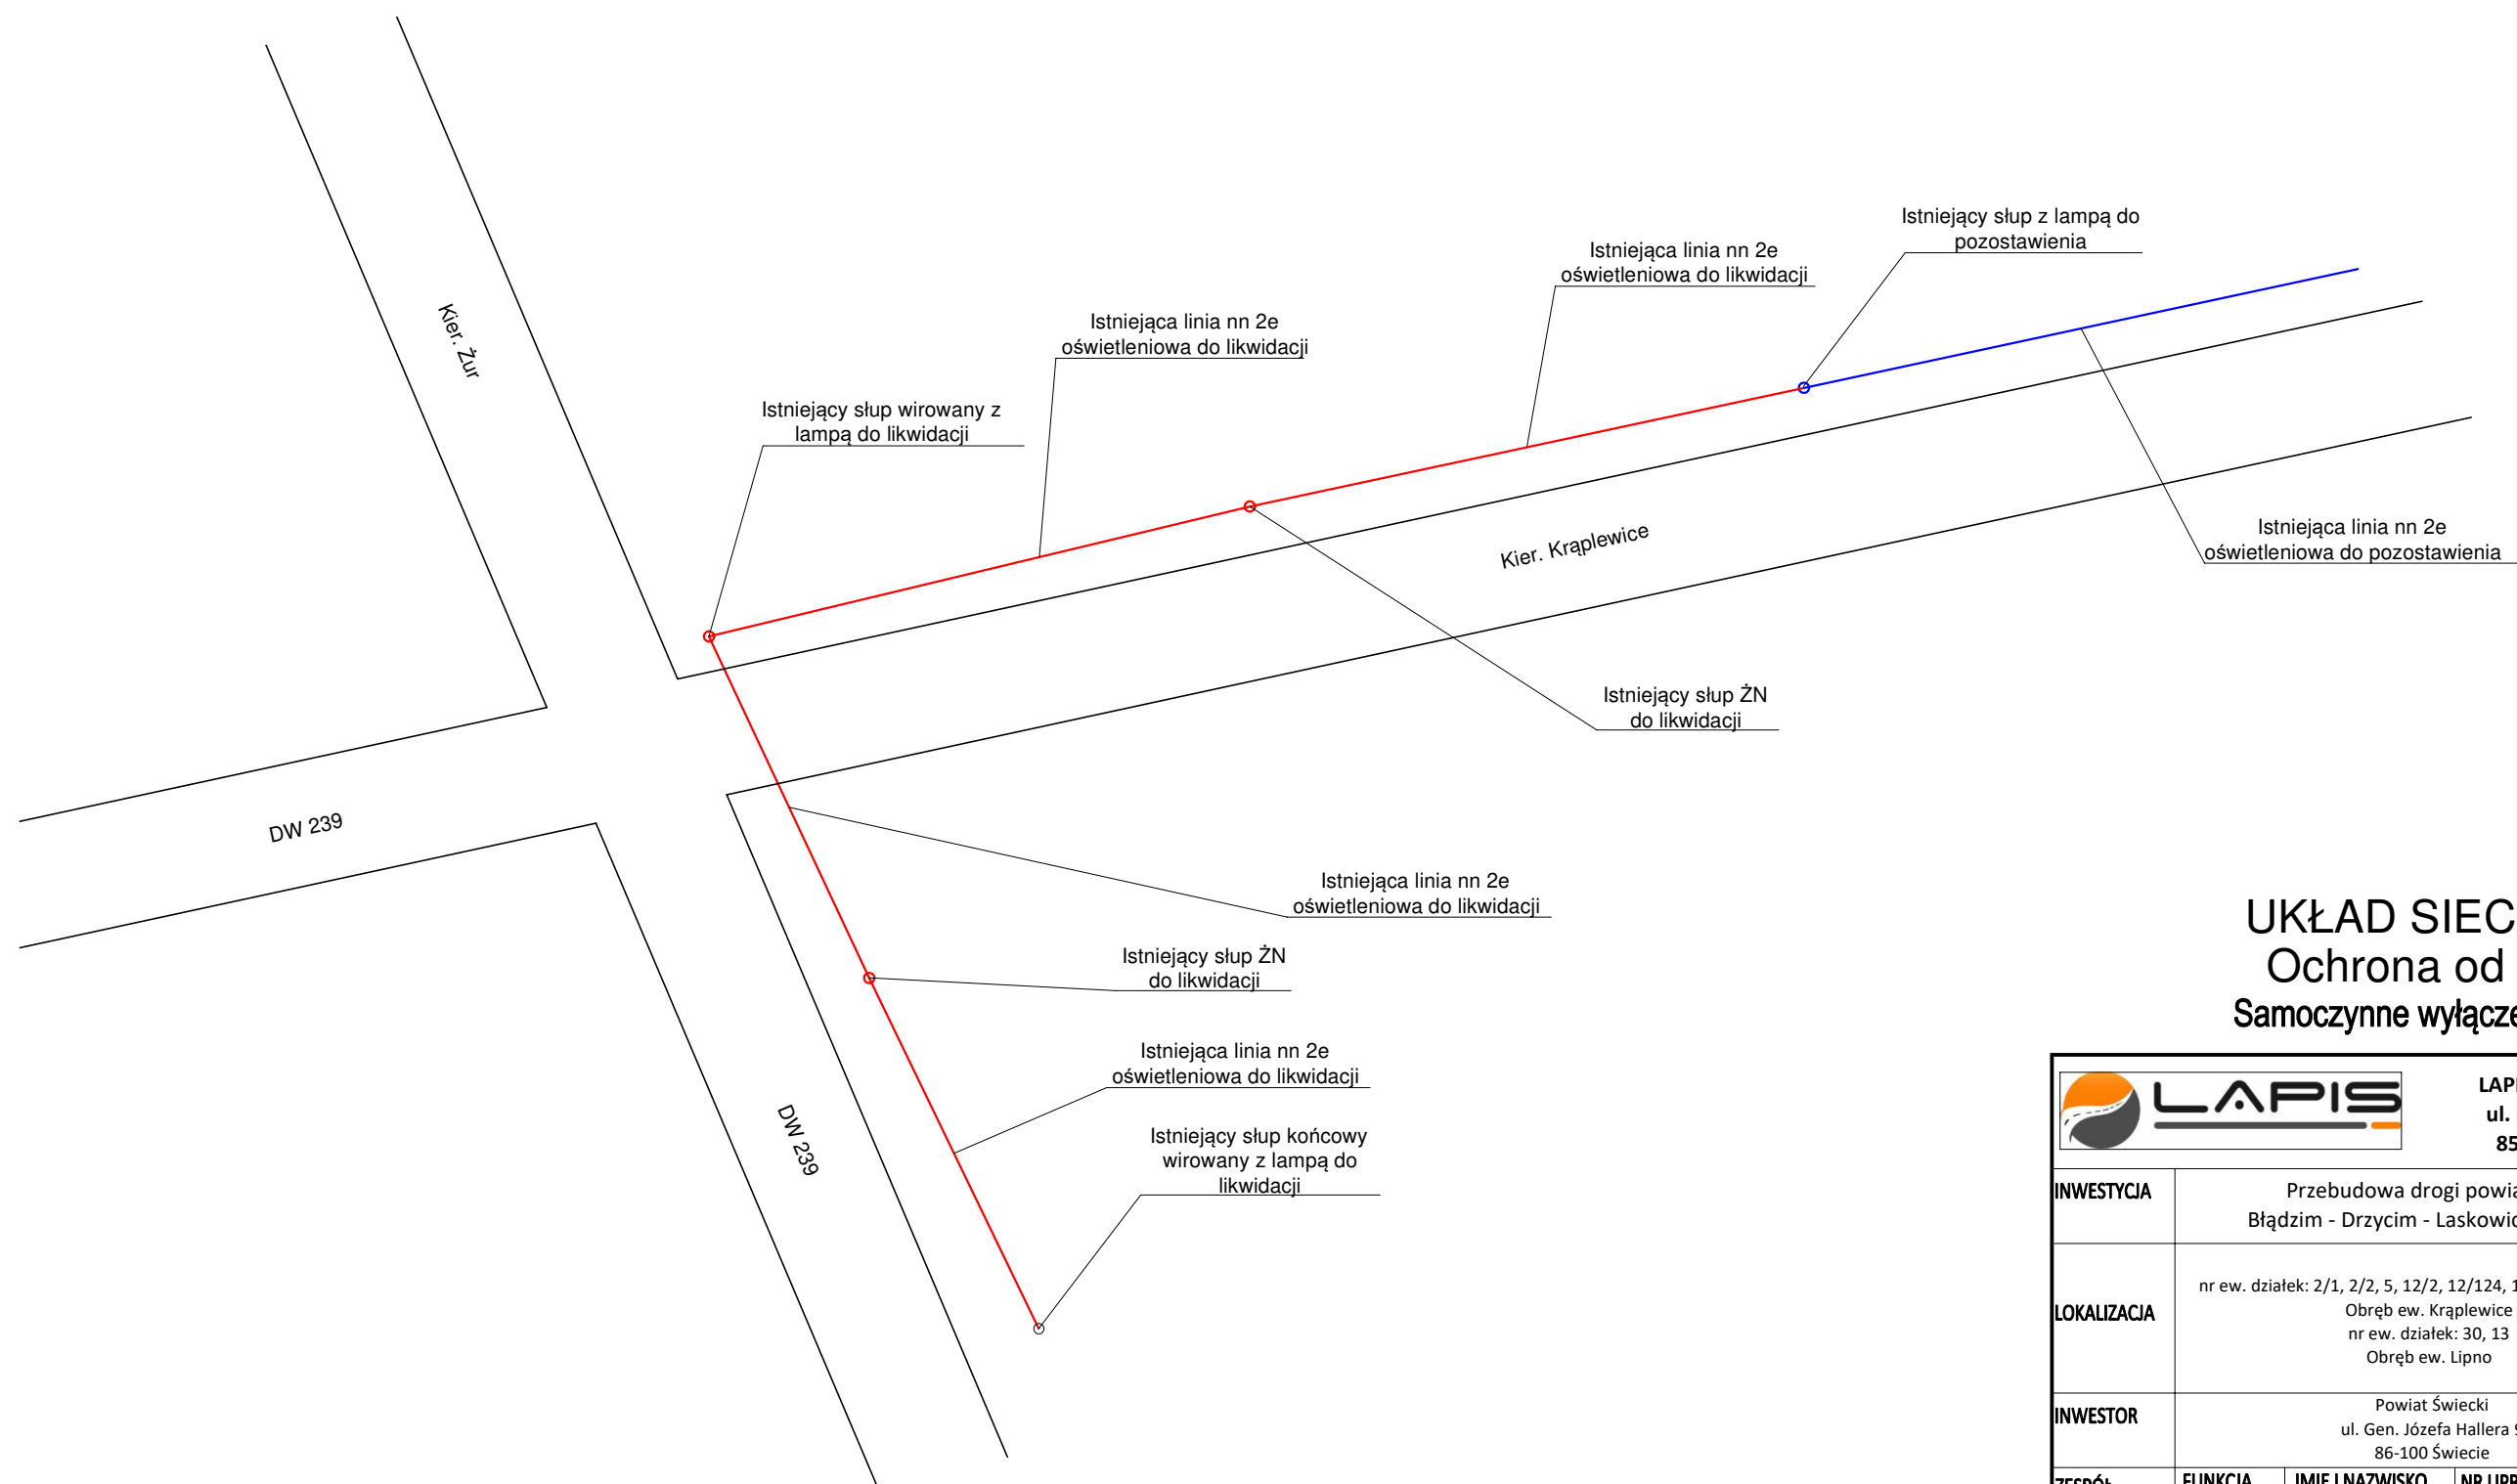 Kier. Żur
Istniejący słup z lampą do
pozostawienia
Istniejąca linia nn 2e
oświetleniowa do likwidacji
Istniejąca linia nn 2e
oświetleniowa do likwidacji
Istniejący słup wirowany z
lampą do likwidacji
Kier. Krąplewice
Istniejąca linia nn 2e
oświetleniowa do pozostawienia
Istniejący słup ŻN
do likwidacji
DW 239
Istniejąca linia nn 2e
oświetleniowa do likwidacji
Istniejący słup ŻN
do likwidacji
Istniejąca linia nn 2e
oświetleniowa do likwidacji
DW 239
Istniejący słup końcowy
wirowany z lampą do
likwidacji
UKŁAD SIEC
Ochrona od
Samoczynne wyłącze
LAPIS
LAP
ul.
85
INWESTYCJA
Przebudowa drogi powia
Błądzim - Drzycim - Laskowic
LOKALIZACJA
nr ew. działek: 2/1, 2/2, 5, 12/2, 12/124, 1
Obręb ew. Krąplewice
nr ew. działek: 30, 13
Obręb ew. Lipno
INWESTOR
Powiat Świecki
ul. Gen. Józefa Hallera 9
86-100 Świecie
ZESPÓŁ
FUNKCJA
IMIĘ I NAZWISKO
NR UPR